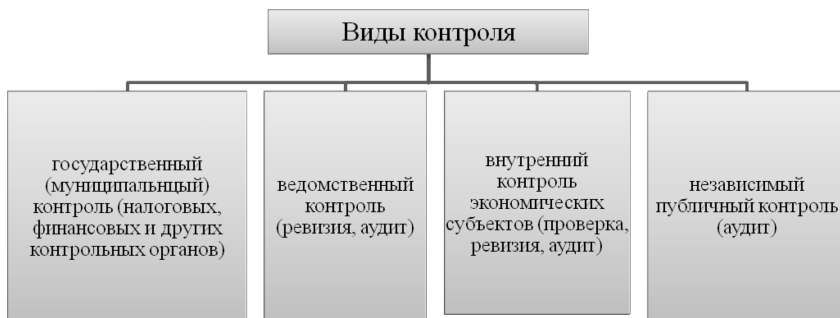 Виды контроля
государственный
(муниципальнцый)
контроль (налоговых,
финансовых и других
контрольных органов)
ведомственный
контроль
(ревизия, аудит)
внутренний
контроль
экономических
субъектов (проверка,
ревизия, аудит)
независимый
публичный контроль
(аудит)